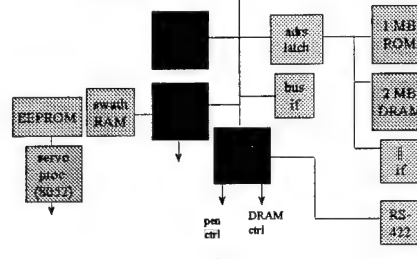 adrs
latch
1 MB
ROM
bus
if
2 MB
DRAM
EEPROM
swath
RAM
servo
proc
(8052)
if
pen
ctrl
DRAM
ctrl
RS
422